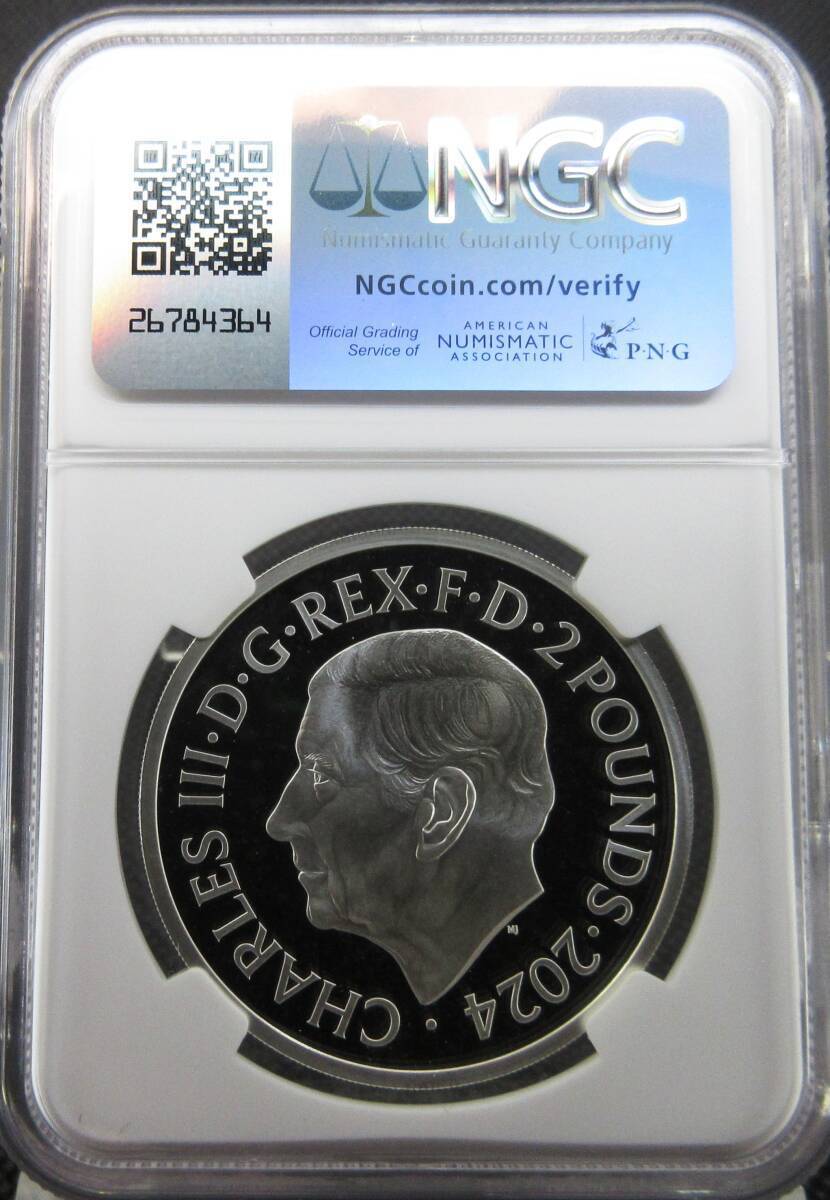 NGC
Numismatic Guaranty Company
NGCcoin.com/verify
26784364
Official Grading
Service of
AMERICAN
NUMISMATIC
ASSOCIATION
P·N·G
CHARLES III·D·G·REX·F·D·2 POUNDS·2024·
MJ